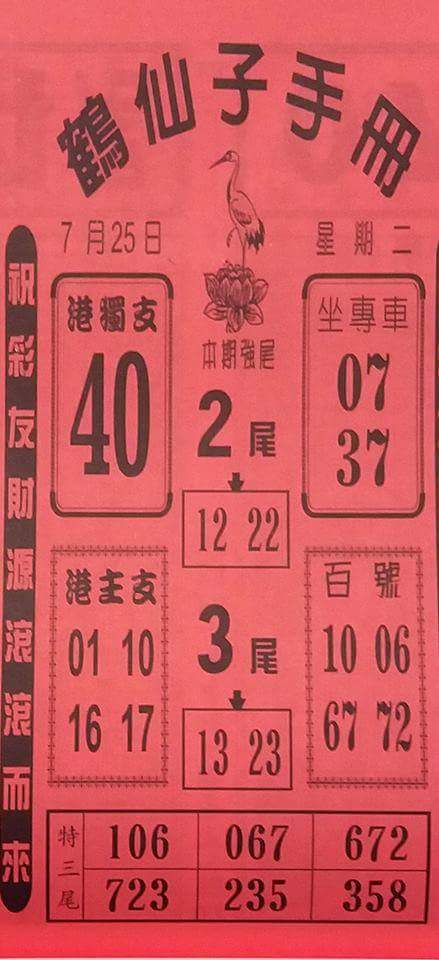 鶴仙子手冊
7月25日
星期二
祝彩友財源滾滾而來
港獨支
40
本期強尾
2尾
12 22
坐專車
07
37
港主支
01 10
16 17
3尾
13 23
百號
10 06
67 72
特三尾
106 067 672
723 235 358